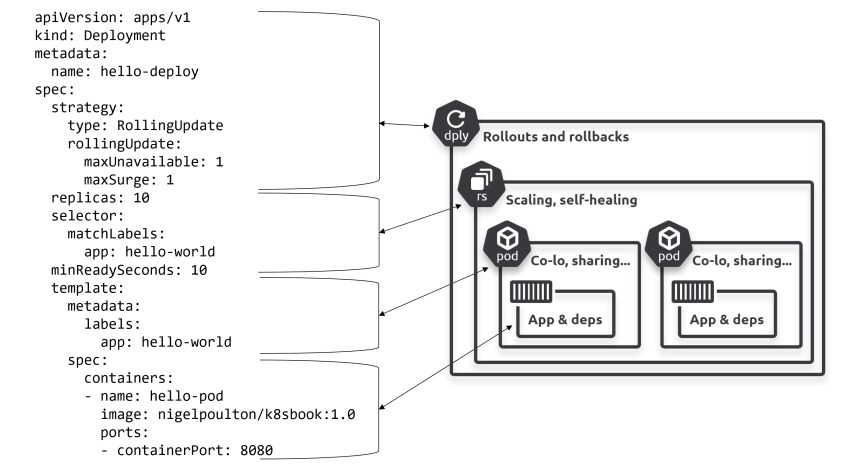 apiVersion: apps/v1
kind: Deployment
metadata:
  name: hello-deploy
spec:
  strategy:
    type: RollingUpdate
    rollingUpdate:
      maxUnavailable: 1
      maxSurge: 1
  replicas: 10
  selector:
    matchLabels:
      app: hello-world
  minReadySeconds: 10
  template:
    metadata:
      labels:
        app: hello-world
    spec:
      containers:
      - name: hello-pod
        image: nigelpoulton/k8sbook:1.0
        ports:
        - containerPort: 8080
dply
Rollouts and rollbacks
rs
Scaling, self-healing
pod
Co-lo, sharing...
App & deps
pod
Co-lo, sharing...
App & deps